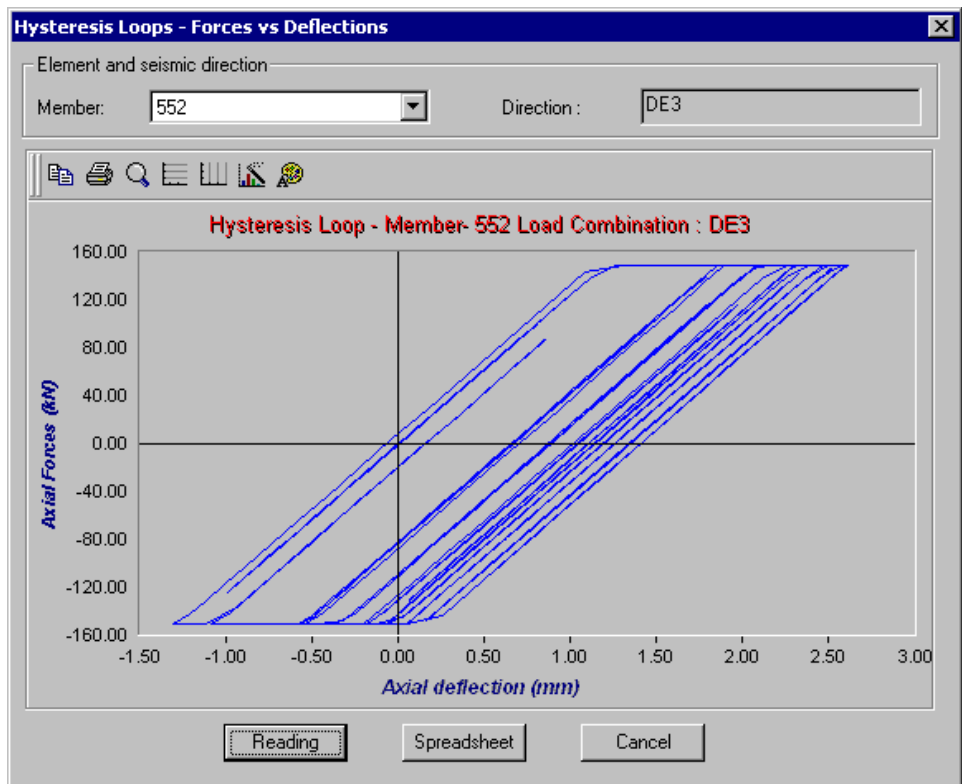 Hysteresis Loops - Forces vs Deflections
Element and seismic direction
Member: 552 Direction : DE3
Hysteresis Loop - Member- 552 Load Combination : DE3
160.00
120.00
80.00
40.00
0.00
-40.00
-80.00
-120.00
-160.00
Axial Forces (kN)
-1.50 -1.00 -0.50 0.00 0.50 1.00 1.50 2.00 2.50 3.00
Axial deflection (mm)
Reading Spreadsheet Cancel